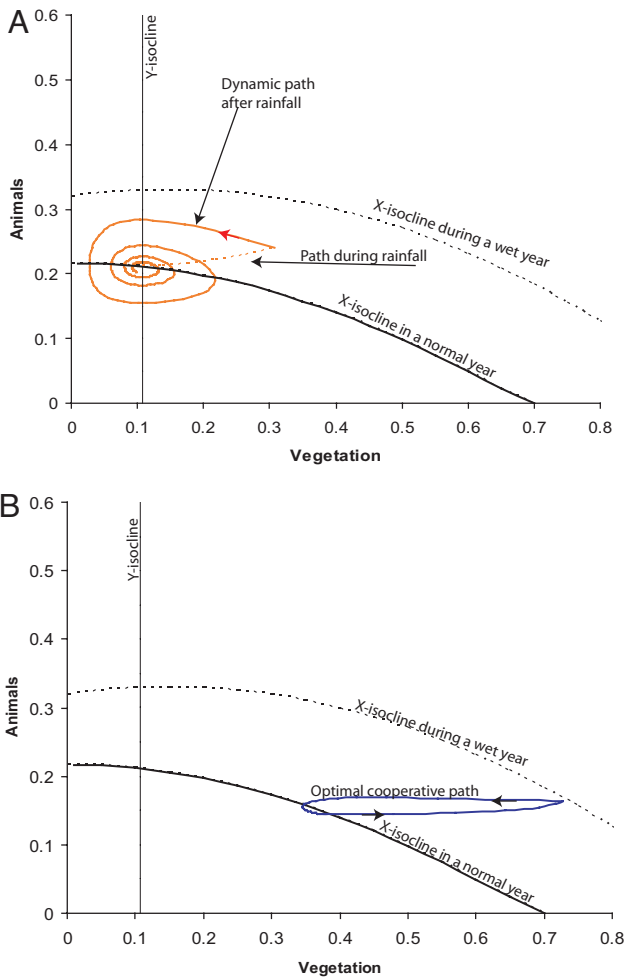 A
0.6
0.5
0.4
0.3
0.2
0.1
0
Animals
Y-isocline
Dynamic path
after rainfall
X-isocline during a wet year
Path during rainfall
X-isocline in a normal year
0 0.1 0.2 0.3 0.4 0.5 0.6 0.7 0.8
Vegetation
B
0.6
0.5
0.4
0.3
0.2
0.1
0
Animals
Y-isocline
X-isocline during a wet year
Optimal cooperative path
X-isocline in a normal year
0 0.1 0.2 0.3 0.4 0.5 0.6 0.7 0.8
Vegetation